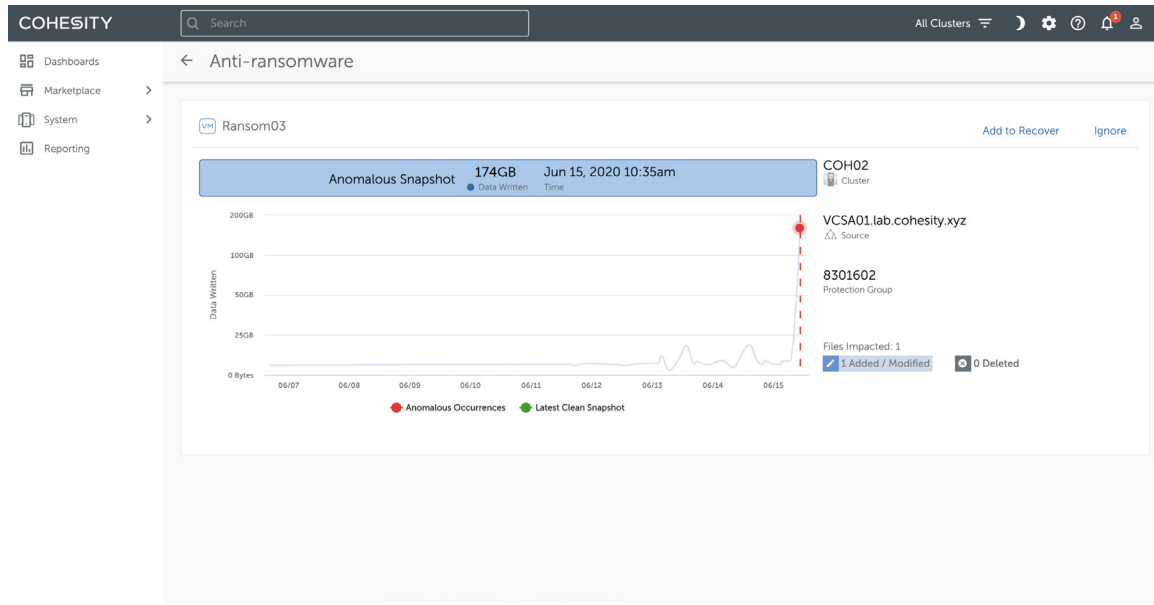 COHESITY
Search
All Clusters
1
Dashboards
Marketplace
System
Reporting
Anti-ransomware
VM Ransom03
Add to Recover
Ignore
Anomalous Snapshot
174GB
Data Written
Jun 15, 2020 10:35am
Time
COH02
Cluster
VCSA01.lab.cohesity.xyz
Source
8301602
Protection Group
Files Impacted: 1
1 Added / Modified
0 Deleted
Data Written
200GB
100GB
50GB
25GB
0 Bytes
06/07 06/08 06/09 06/10 06/11 06/12 06/13 06/14 06/15
Anomalous Occurrences
Latest Clean Snapshot